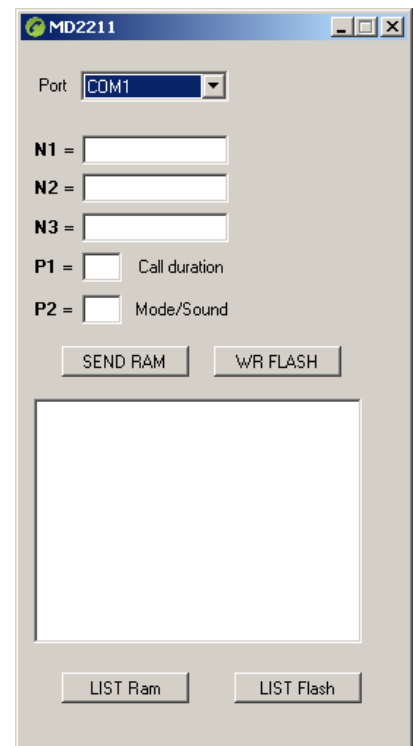 MD2211
Port COM1
N1 =
N2 =
N3 =
P1 = Call duration
P2 = Mode/Sound
SEND RAM WR FLASH
LIST Ram LIST Flash